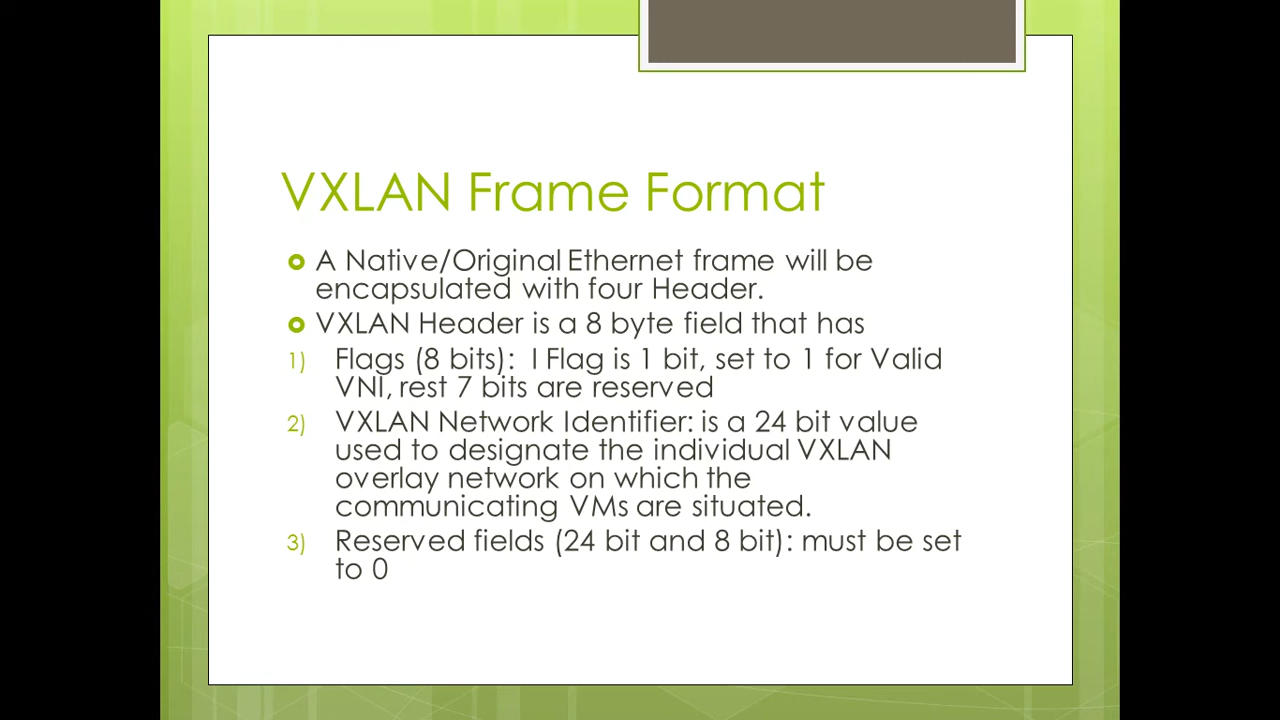 VXLAN Frame Format
A Native/Original Ethernet frame will be
encapsulated with four Header.
VXLAN Header is a 8 byte field that has
1) Flags (8 bits): I Flag is 1 bit, set to 1 for Valid
VNI, rest 7 bits are reserved
2) VXLAN Network Identifier: is a 24 bit value
used to designate the individual VXLAN
overlay network on which the
communicating VMs are situated.
3) Reserved fields (24 bit and 8 bit): must be set
to 0